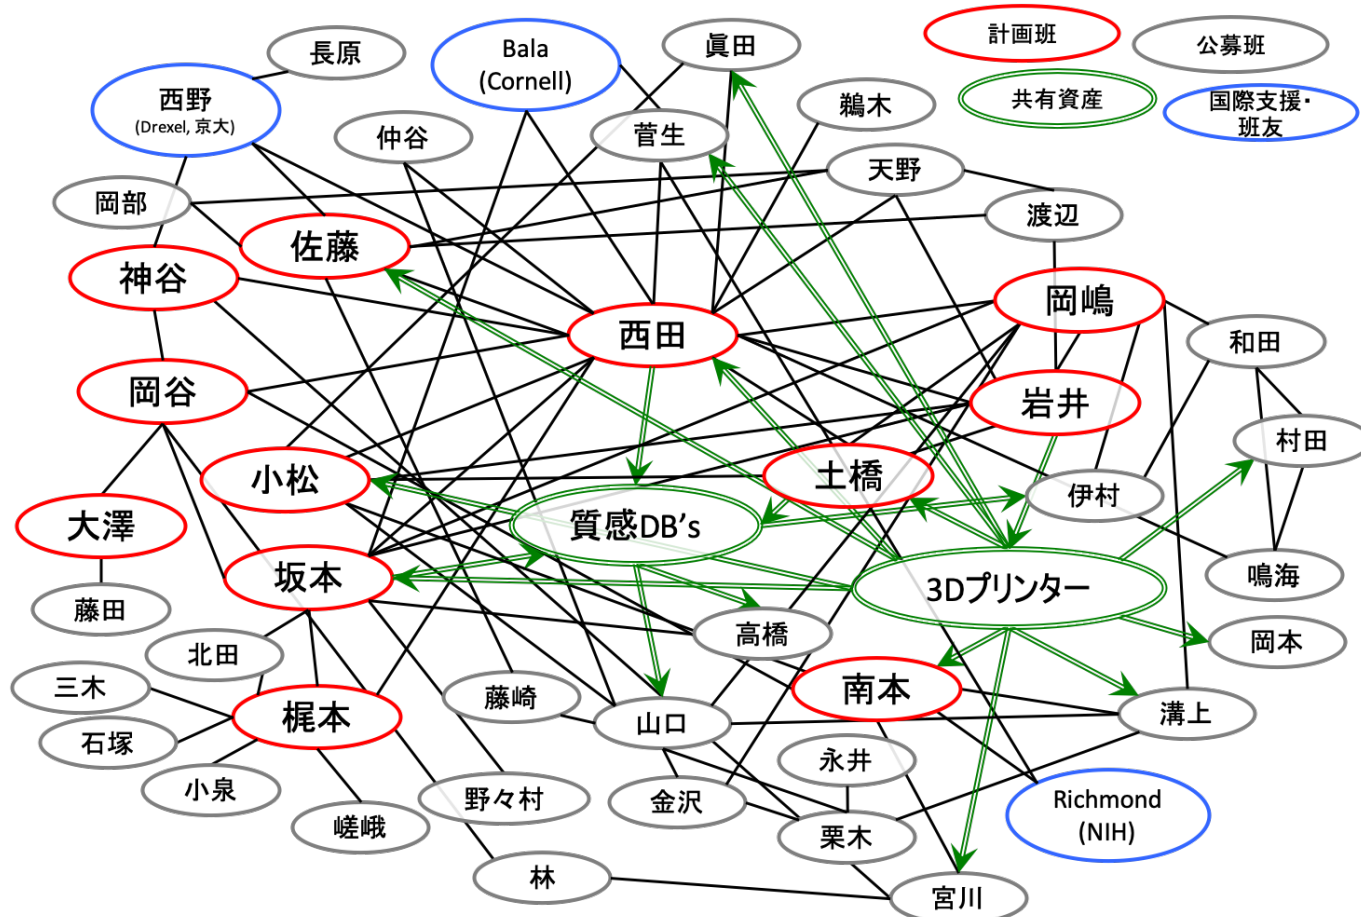 長原
Bala
(Cornell)
眞田
計画班
公募班
西野
(Drexel, 京大)
仲谷
菅生
鵜木
共有資産
国際支援・
班友
岡部
天野
渡辺
佐藤
神谷
西田
岡嶋
和田
岡谷
岩井
村田
小松
土橋
伊村
大澤
質感DB’s
坂本
3Dプリンター
鳴海
藤田
高橋
岡本
北田
三木
梶本
藤崎
山口
南本
溝上
石塚
小泉
野々村
金沢
永井
Richmond
(NIH)
嵯峨
栗木
林
宮川